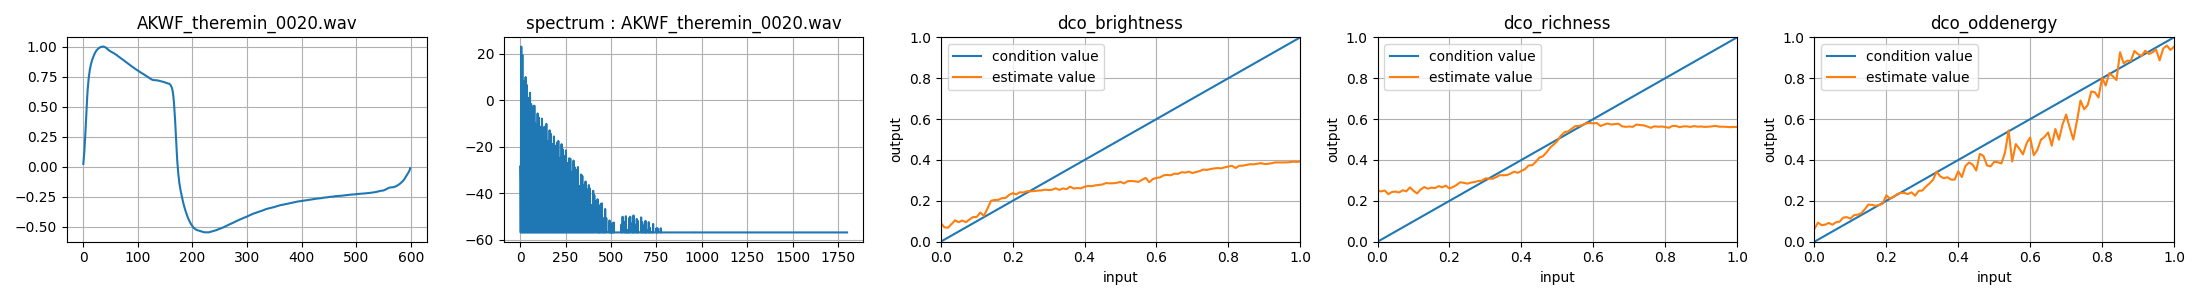 AKWF_theremin_0020.wav
1.00
0.75
0.50
0.25
0.00
−0.25
−0.50
0 100 200 300 400 500 600
spectrum : AKWF_theremin_0020.wav
20
0
−20
−40
−60
0 250 500 750 1000 1250 1500 1750
dco_brightness
condition value
estimate value
output
1.0
0.8
0.6
0.4
0.2
0.0
0.0 0.2 0.4 0.6 0.8 1.0
input
dco_richness
condition value
estimate value
output
1.0
0.8
0.6
0.4
0.2
0.0
0.0 0.2 0.4 0.6 0.8 1.0
input
dco_oddenergy
condition value
estimate value
output
1.0
0.8
0.6
0.4
0.2
0.0
0.0 0.2 0.4 0.6 0.8 1.0
input